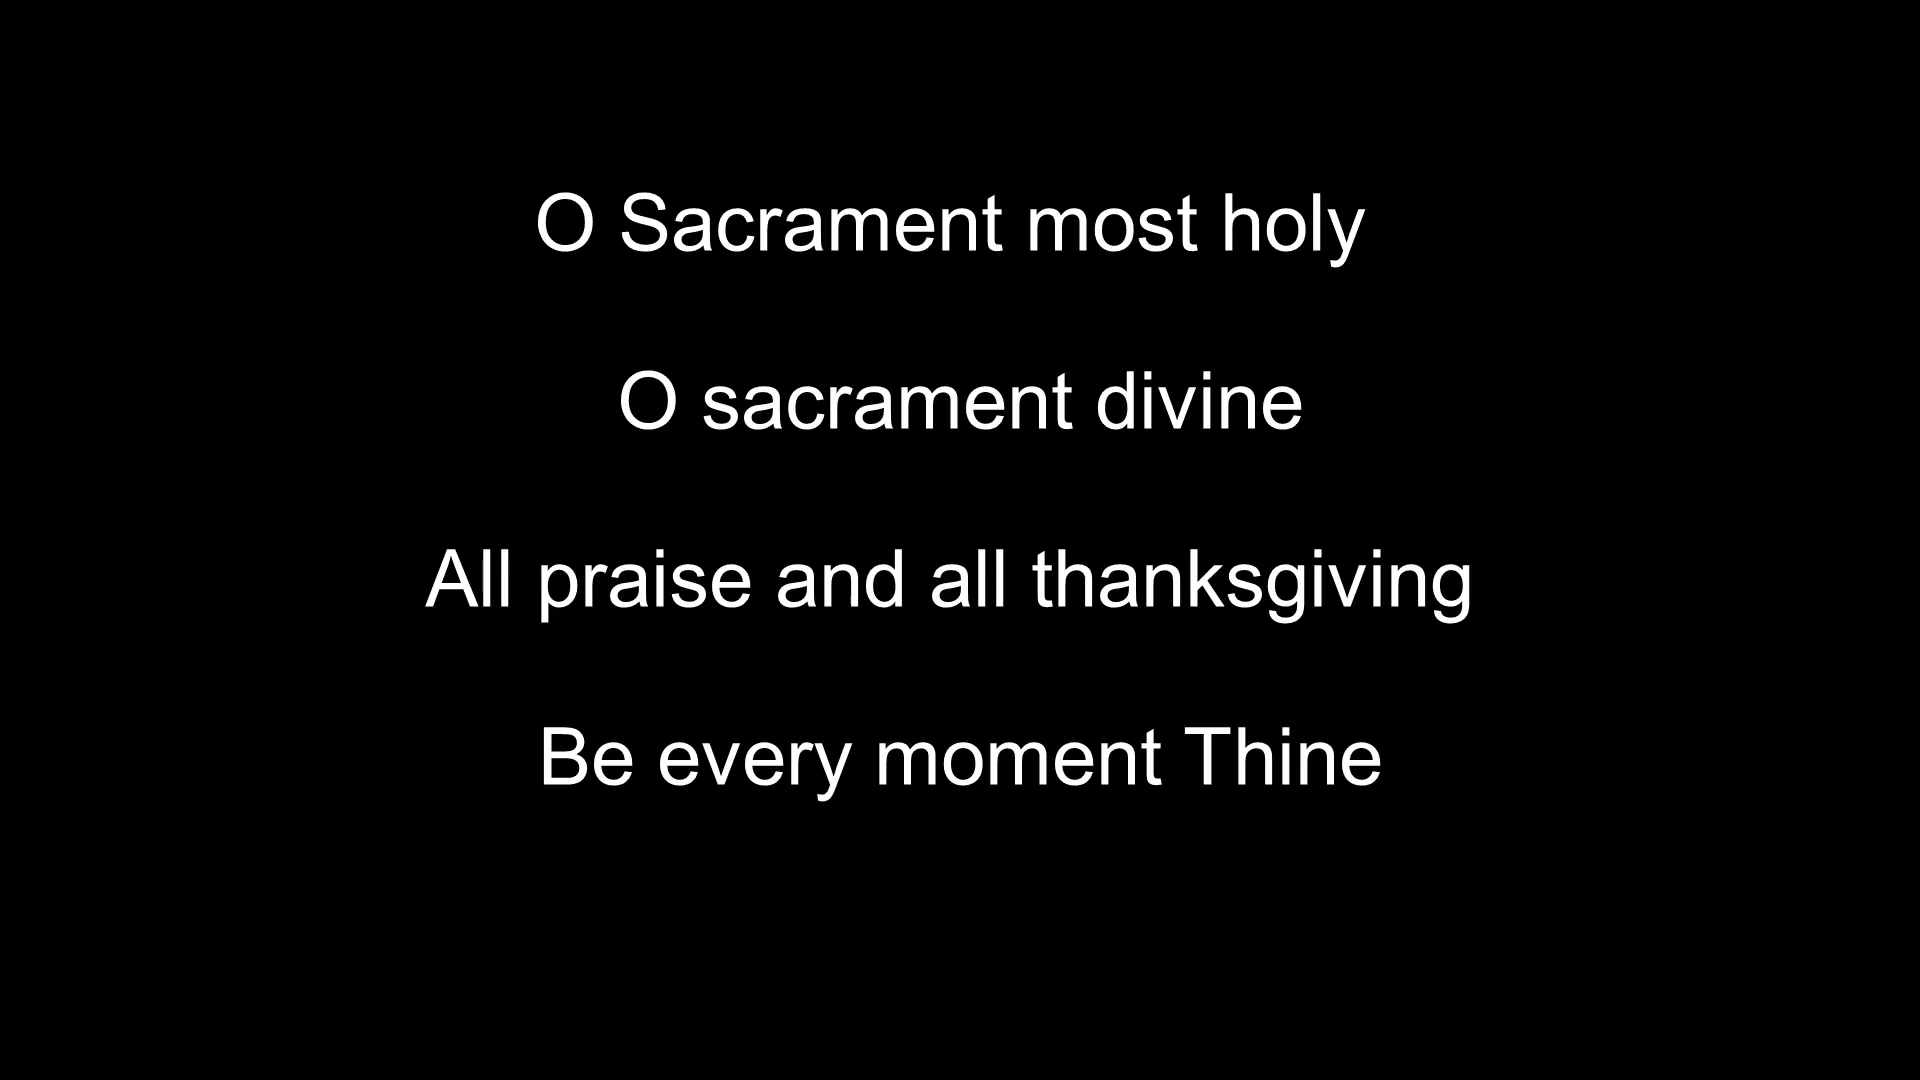 O Sacrament most holy
O sacrament divine
All praise and all thanksgiving
Be every moment Thine